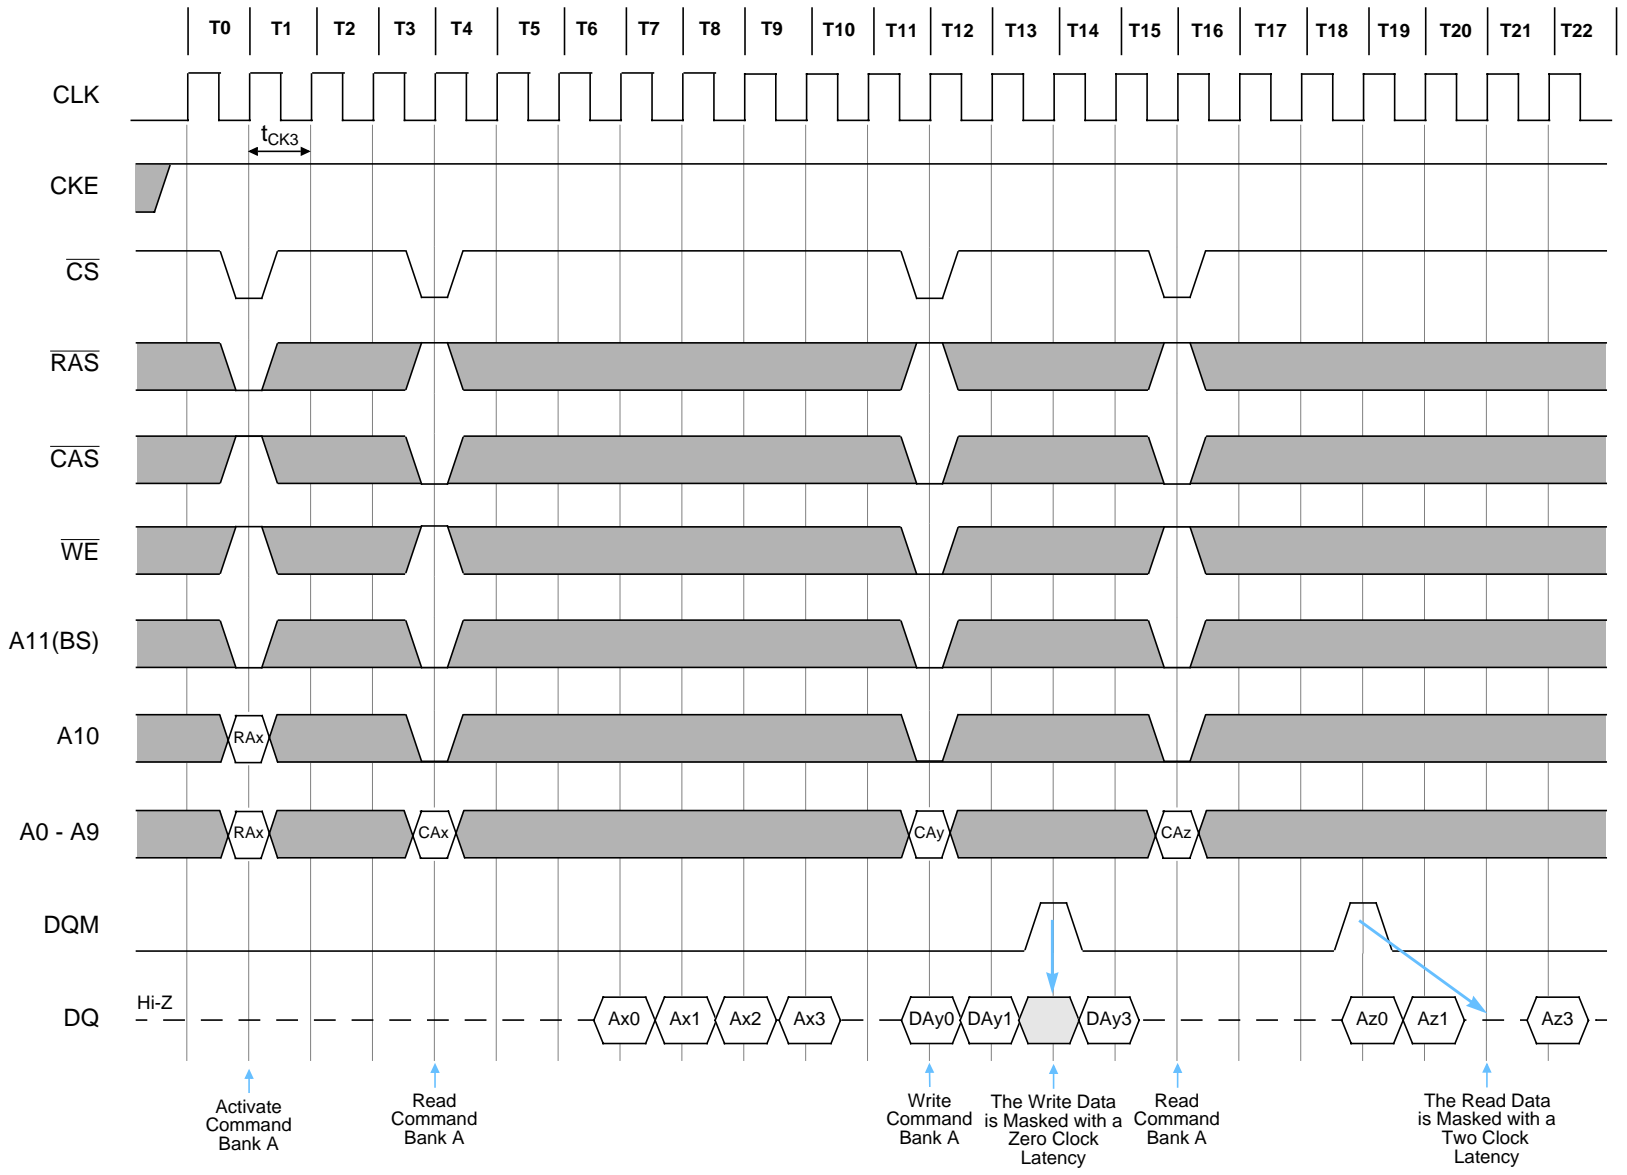 T0 T1 T2 T3 T4 T5 T6 T7 T8 T9 T10 T11 T12 T13 T14 T15 T16 T17 T18 T19 T20 T21 T22
CLK
tCK3
CKE
CS
RAS
CAS
WE
A11(BS)
A10 RAx
A0 - A9 RAx CAx CAy CAz
DQM
Hi-Z
DQ Ax0 Ax1 Ax2 Ax3 DAy0 DAy1 DAy3 Az0 Az1 Az3
Activate
Command
Bank A
Read
Command
Bank A
Write
Command
Bank A
The Write Data
is Masked with a
Zero Clock
Latency
Read
Command
Bank A
The Read Data
is Masked with a
Two Clock
Latency